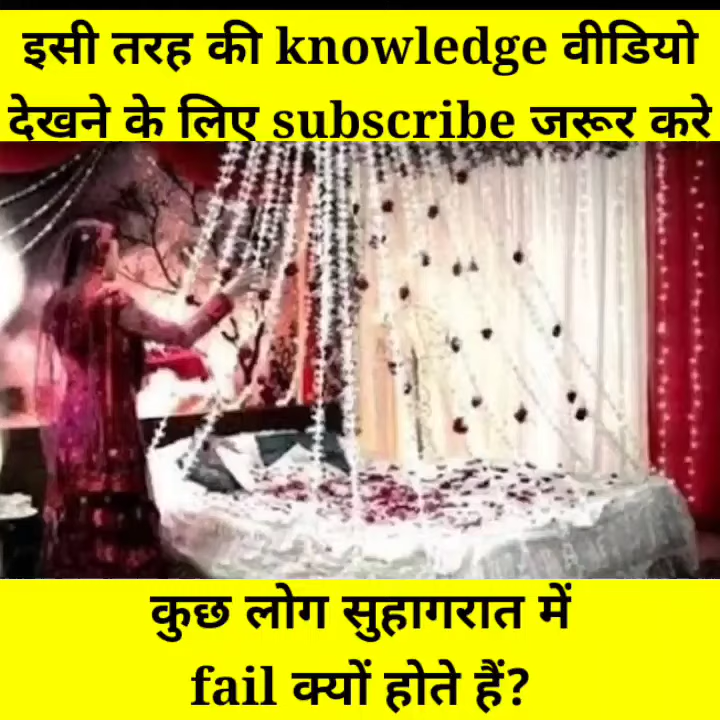 इसी तरह की knowledge वीडियो
देखने के लिए subscribe जरूर करे
कुछ लोग सुहागरात में
fail क्यों होते हैं?